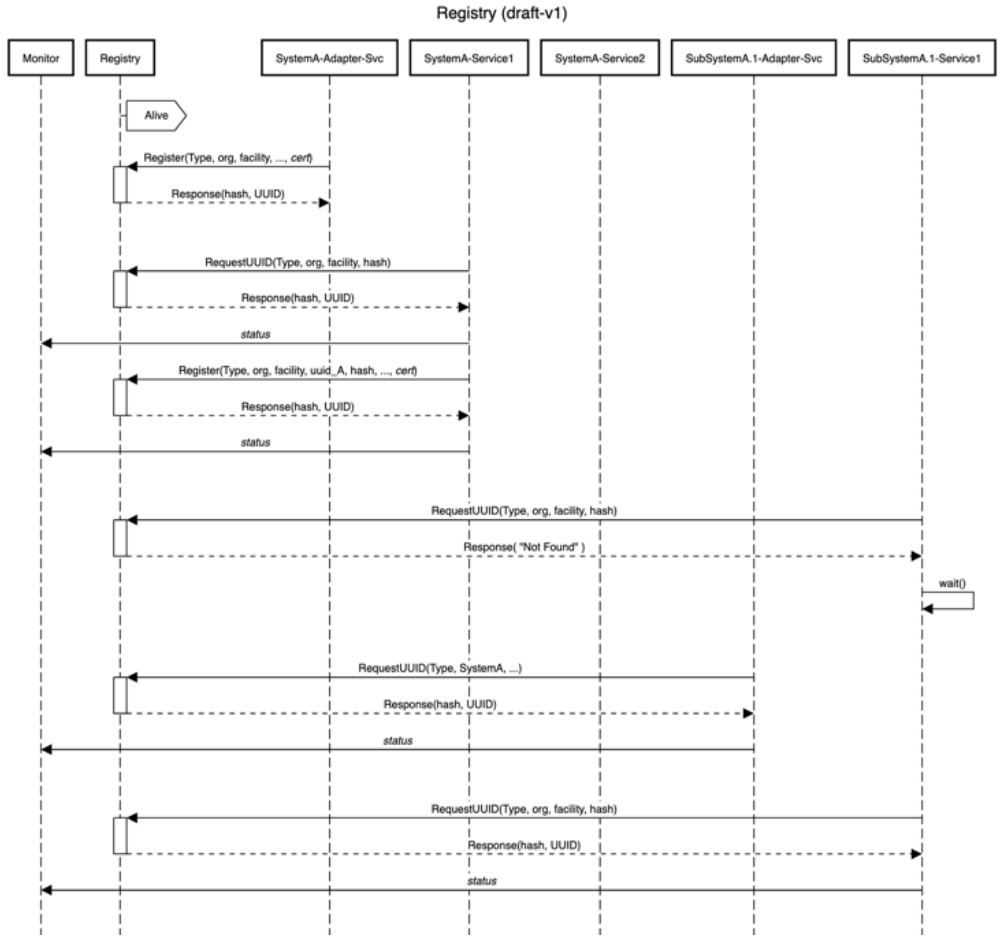 Registry (draft-v1)
Monitor
Registry
SystemA-Adapter-Svc
SystemA-Service1
SystemA-Service2
SubSystemA.1-Adapter-Svc
SubSystemA.1-Service1
Alive
Register(Type, org, facility, ..., cert)
Response(hash, UUID)
RequestUUID(Type, org, facility, hash)
Response(hash, UUID)
status
Register(Type, org, facility, uuid_A, hash, ..., cert)
Response(hash, UUID)
status
RequestUUID(Type, org, facility, hash)
Response( "Not Found" )
wait()
RequestUUID(Type, SystemA, ...)
Response(hash, UUID)
status
RequestUUID(Type, org, facility, hash)
Response(hash, UUID)
status